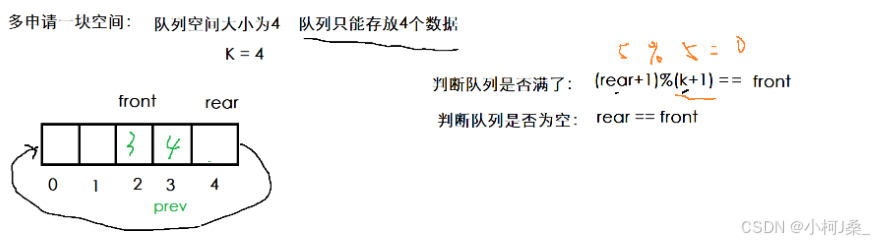 多申请一块空间： 队列空间大小为4 队列只能存放4个数据
K = 4
5 % 5 = 0
判断队列是否满了： (rear+1)%(k+1) == front
判断队列是否为空： rear == front
front rear
3 4
0 1 2 3 4
prev
CSDN @小柯J桑_